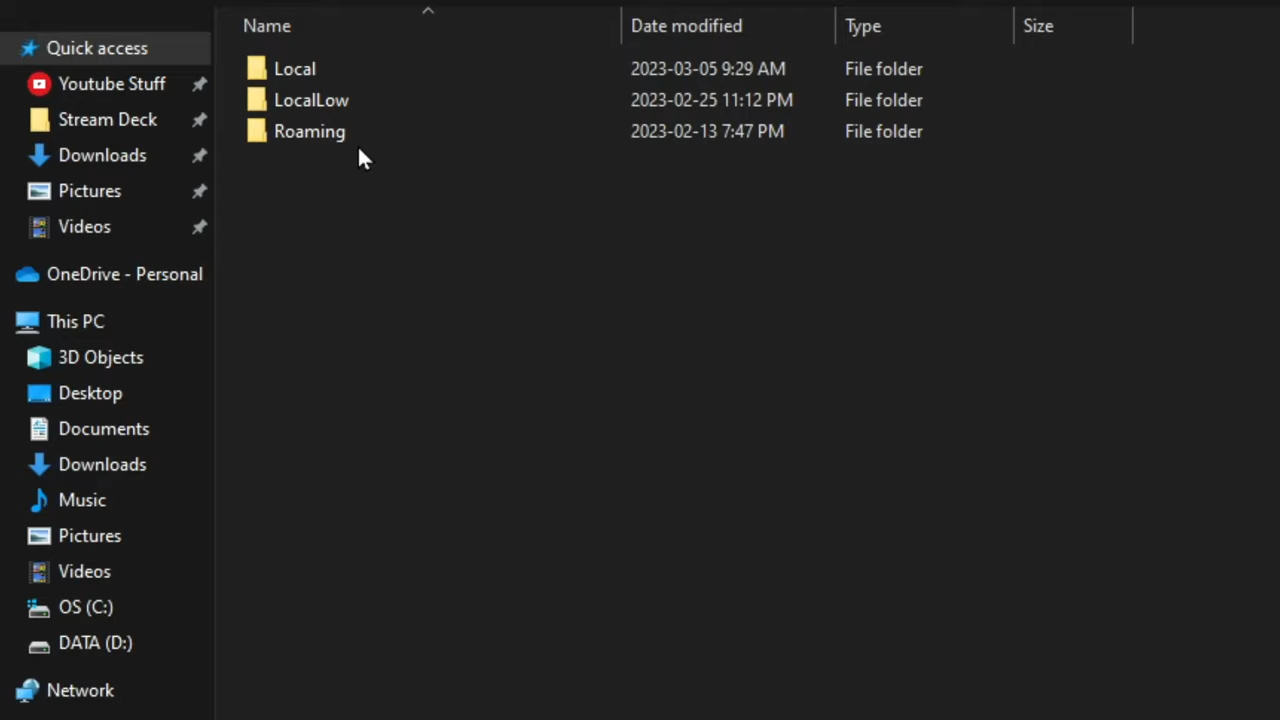 Name Date modified Type Size
Quick access
Youtube Stuff
Stream Deck
Downloads
Pictures
Videos
OneDrive - Personal
This PC
3D Objects
Desktop
Documents
Downloads
Music
Pictures
Videos
OS (C:)
DATA (D:)
Network
Local 2023-03-05 9:29 AM File folder
LocalLow 2023-02-25 11:12 PM File folder
Roaming 2023-02-13 7:47 PM File folder